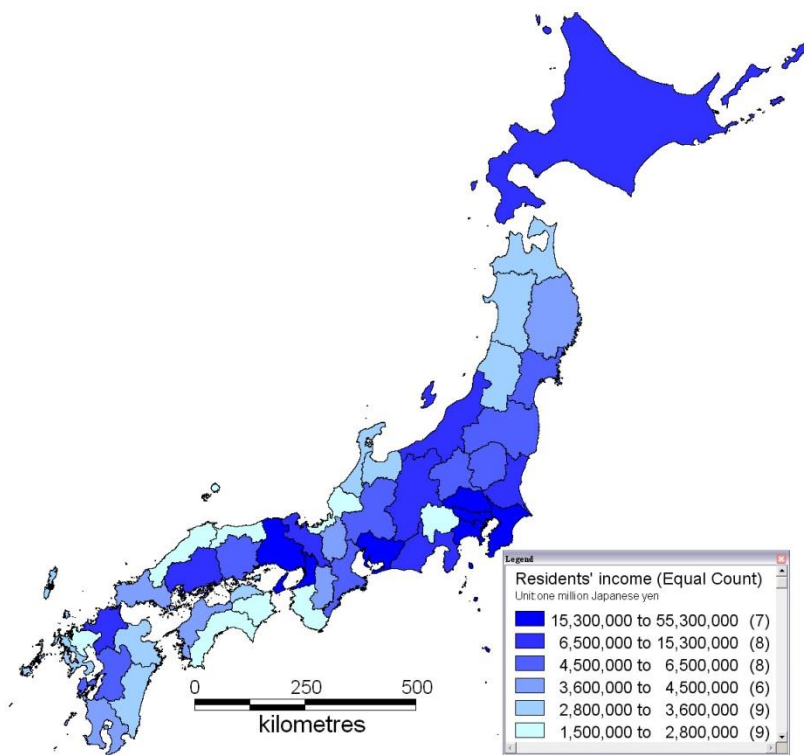 0 250 500
kilometres
Legend
Residents' income (Equal Count)
Unit:one million Japanese yen
15,300,000 to 55,300,000 (7)
6,500,000 to 15,300,000 (8)
4,500,000 to 6,500,000 (8)
3,600,000 to 4,500,000 (6)
2,800,000 to 3,600,000 (9)
1,500,000 to 2,800,000 (9)